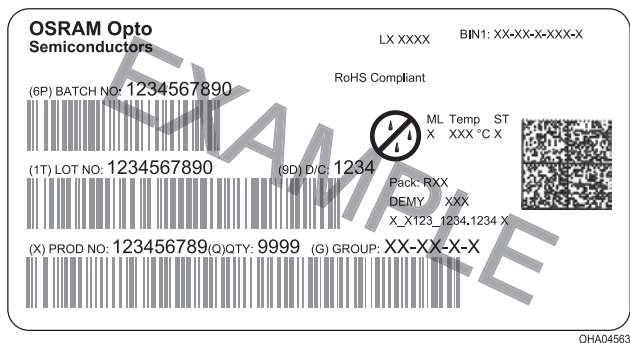 OSRAM Opto
Semiconductors
LX XXXX
BIN1: XX-XX-X-XXX-X
RoHS Compliant
(6P) BATCH NO: 1234567890
ML Temp ST
X XXX °C X
(1T) LOT NO: 1234567890 (9D) D/C: 1234
Pack: RXX
DEMY XXX
X_X123_1234.1234 X
(X) PROD NO: 123456789(Q)QTY: 9999 (G) GROUP: XX-XX-X-X
EXAMPLE
OHA04563